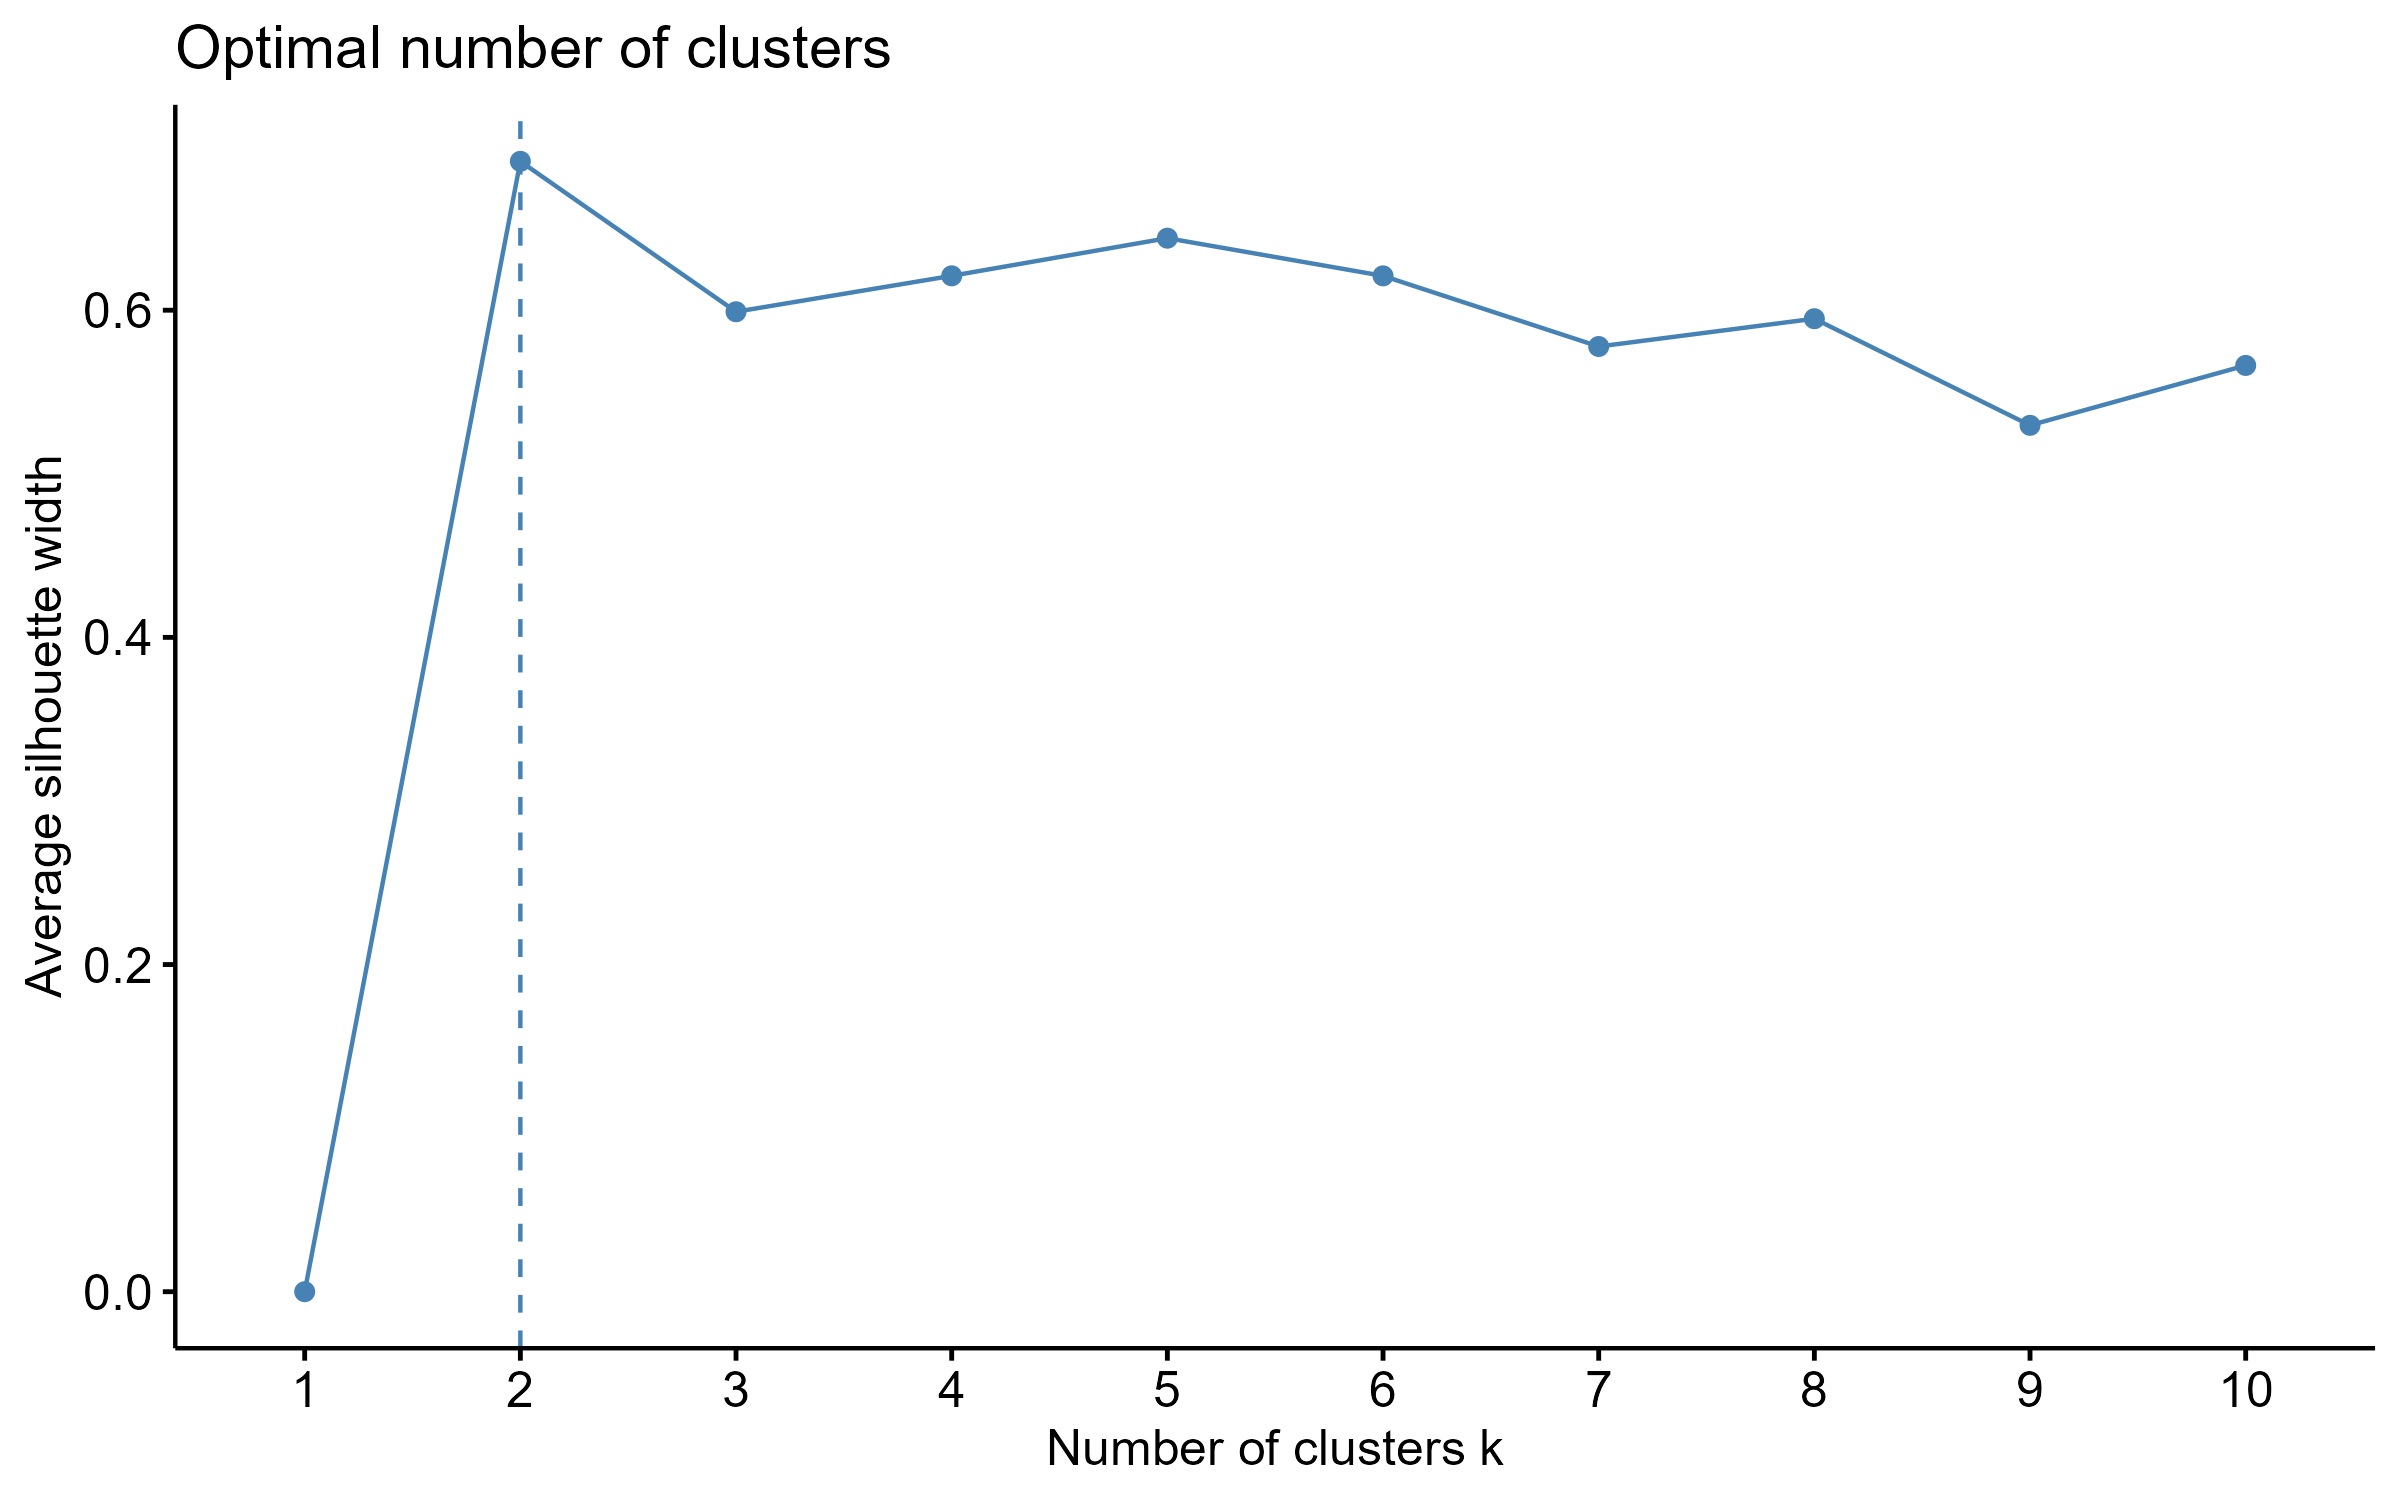 Optimal number of clusters
Average silhouette width
0.6
0.4
0.2
0.0
1 2 3 4 5 6 7 8 9 10
Number of clusters k